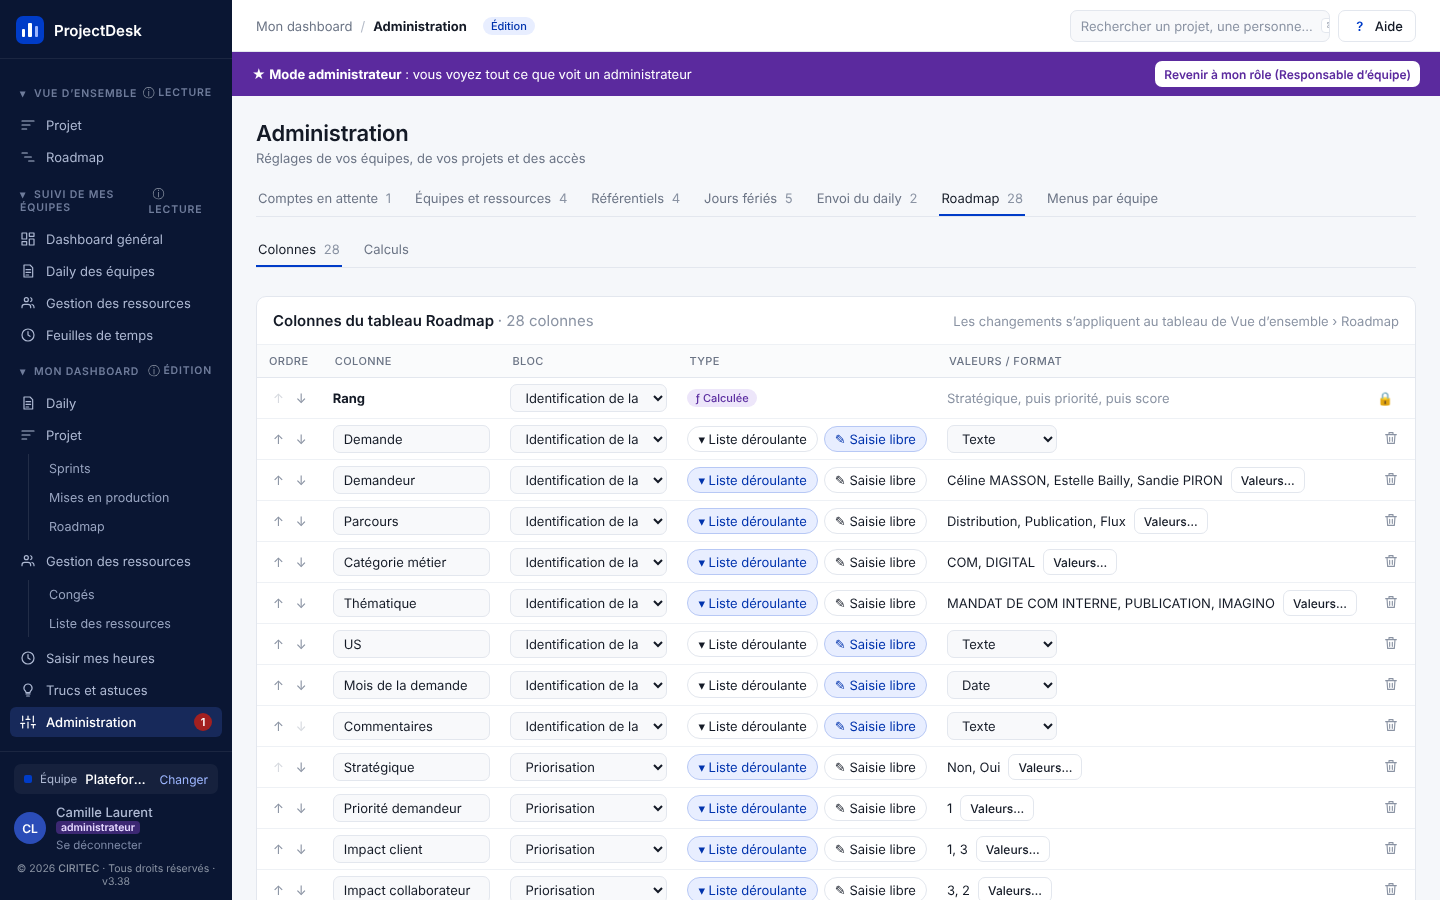 ProjectDesk
Mon dashboard / Administration Édition
Rechercher un projet, une personne…
? Aide
★ Mode administrateur : vous voyez tout ce que voit un administrateur
Revenir à mon rôle (Responsable d’équipe)
▾ VUE D’ENSEMBLE ⓘ LECTURE
Projet
Roadmap
▾ SUIVI DE MES ÉQUIPES ⓘ LECTURE
Dashboard général
Daily des équipes
Gestion des ressources
Feuilles de temps
▾ MON DASHBOARD ⓘ ÉDITION
Daily
Projet
Sprints
Mises en production
Roadmap
Gestion des ressources
Congés
Liste des ressources
Saisir mes heures
Trucs et astuces
Administration 1
Équipe Platefor… Changer
CL
Camille Laurent
administrateur
Se déconnecter
© 2026 CIRITEC · Tous droits réservés ·
v3.38
Administration
Réglages de vos équipes, de vos projets et des accès
Comptes en attente 1 Équipes et ressources 4 Référentiels 4 Jours fériés 5 Envoi du daily 2 Roadmap 28 Menus par équipe
Colonnes 28 Calculs
Colonnes du tableau Roadmap · 28 colonnes
Les changements s’appliquent au tableau de Vue d’ensemble › Roadmap
ORDRE COLONNE BLOC TYPE VALEURS / FORMAT
↑ ↓ Rang Identification de la ƒ Calculée Stratégique, puis priorité, puis score
↑ ↓ Demande Identification de la ▾ Liste déroulante ✎ Saisie libre Texte
↑ ↓ Demandeur Identification de la ▾ Liste déroulante ✎ Saisie libre Céline MASSON, Estelle Bailly, Sandie PIRON Valeurs…
↑ ↓ Parcours Identification de la ▾ Liste déroulante ✎ Saisie libre Distribution, Publication, Flux Valeurs…
↑ ↓ Catégorie métier Identification de la ▾ Liste déroulante ✎ Saisie libre COM, DIGITAL Valeurs…
↑ ↓ Thématique Identification de la ▾ Liste déroulante ✎ Saisie libre MANDAT DE COM INTERNE, PUBLICATION, IMAGINO Valeurs…
↑ ↓ US Identification de la ▾ Liste déroulante ✎ Saisie libre Texte
↑ ↓ Mois de la demande Identification de la ▾ Liste déroulante ✎ Saisie libre Date
↑ ↓ Commentaires Identification de la ▾ Liste déroulante ✎ Saisie libre Texte
↑ ↓ Stratégique Priorisation ▾ Liste déroulante ✎ Saisie libre Non, Oui Valeurs…
↑ ↓ Priorité demandeur Priorisation ▾ Liste déroulante ✎ Saisie libre 1 Valeurs…
↑ ↓ Impact client Priorisation ▾ Liste déroulante ✎ Saisie libre 1, 3 Valeurs…
↑ ↓ Impact collaborateur Priorisation ▾ Liste déroulante ✎ Saisie libre 3, 2 Valeurs…